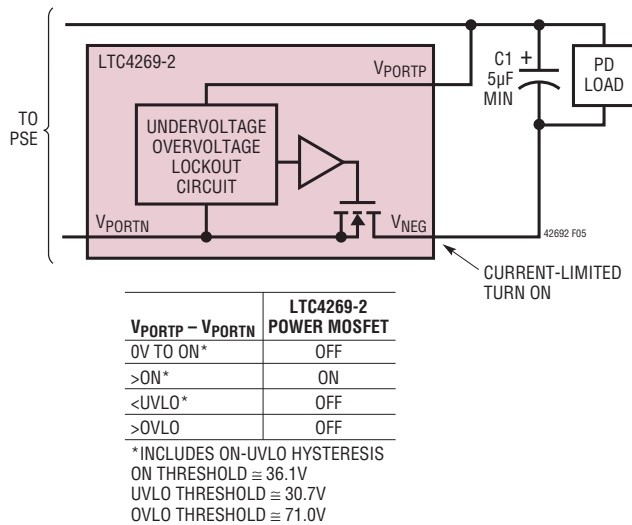 LTC4269-2
VPORTP
C1
5µF
MIN
+
PD
LOAD
TO
PSE
UNDERVOLTAGE
OVERVOLTAGE
LOCKOUT
CIRCUIT
VPORTN
VNEG
42692 F05
CURRENT-LIMITED
TURN ON
VPORTP – VPORTN
LTC4269-2
POWER MOSFET
0V TO ON* OFF
>ON* ON
<UVLO* OFF
>OVLO OFF
*INCLUDES ON-UVLO HYSTERESIS
ON THRESHOLD ≅ 36.1V
UVLO THRESHOLD ≅ 30.7V
OVLO THRESHOLD ≅ 71.0V